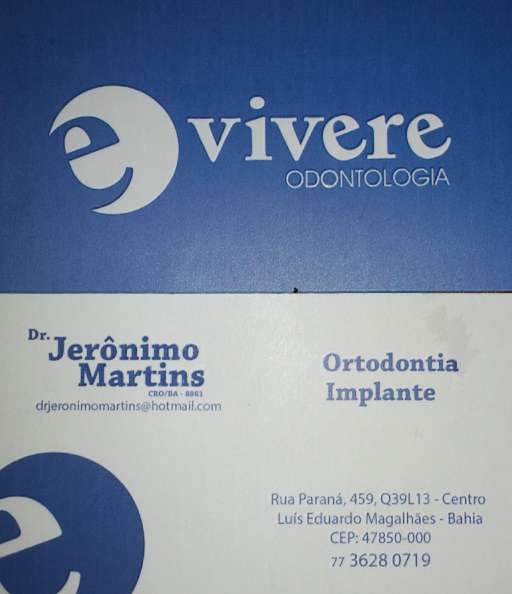 e vivere
ODONTOLOGIA
Dr. Jerônimo
Martins
CRO/BA - 8861
drjeronimomartins@hotmail.com
Ortodontia
Implante
e
Rua Paraná, 459, Q39L13 - Centro
Luís Eduardo Magalhães - Bahia
CEP: 47850-000
77 3628 0719